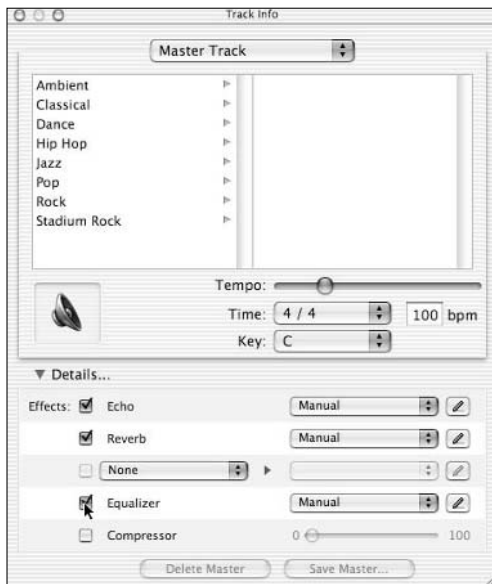 Track Info
Master Track
Ambient
Classical
Dance
Hip Hop
Jazz
Pop
Rock
Stadium Rock
Tempo:
Time: 4 / 4 100 bpm
Key: C
Details...
Effects: Echo Manual
Reverb Manual
None
Equalizer Manual
Compressor 0 100
Delete Master Save Master...